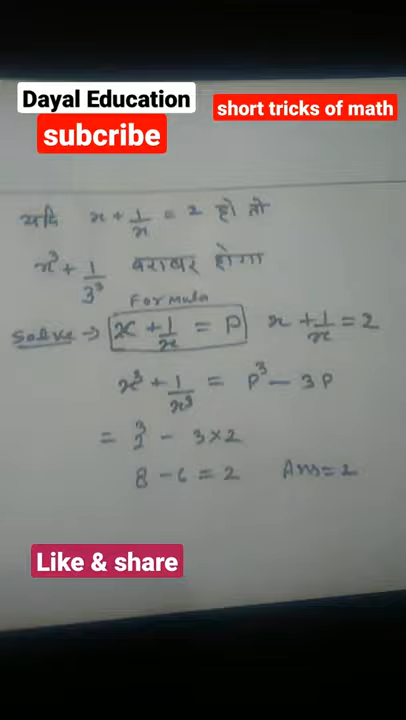 Dayal Education
subcribe
short tricks of math
यदि x + 1/x = 2 हो तो
x³ + 1/3³ बराबर होगा
Formula
Solve → x + 1/x = P x + 1/x = 2
x³ + 1/x³ = P³ - 3P
= 2³ - 3×2
8 - 6 = 2 Ans = 2
Like & share